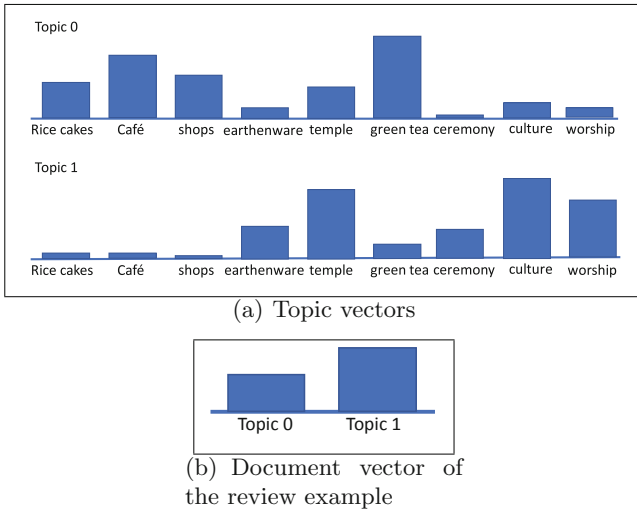 Topic 0
Rice cakes Café shops earthenware temple green tea ceremony culture worship
Topic 1
Rice cakes Café shops earthenware temple green tea ceremony culture worship
(a) Topic vectors
Topic 0 Topic 1
(b) Document vector of
the review example